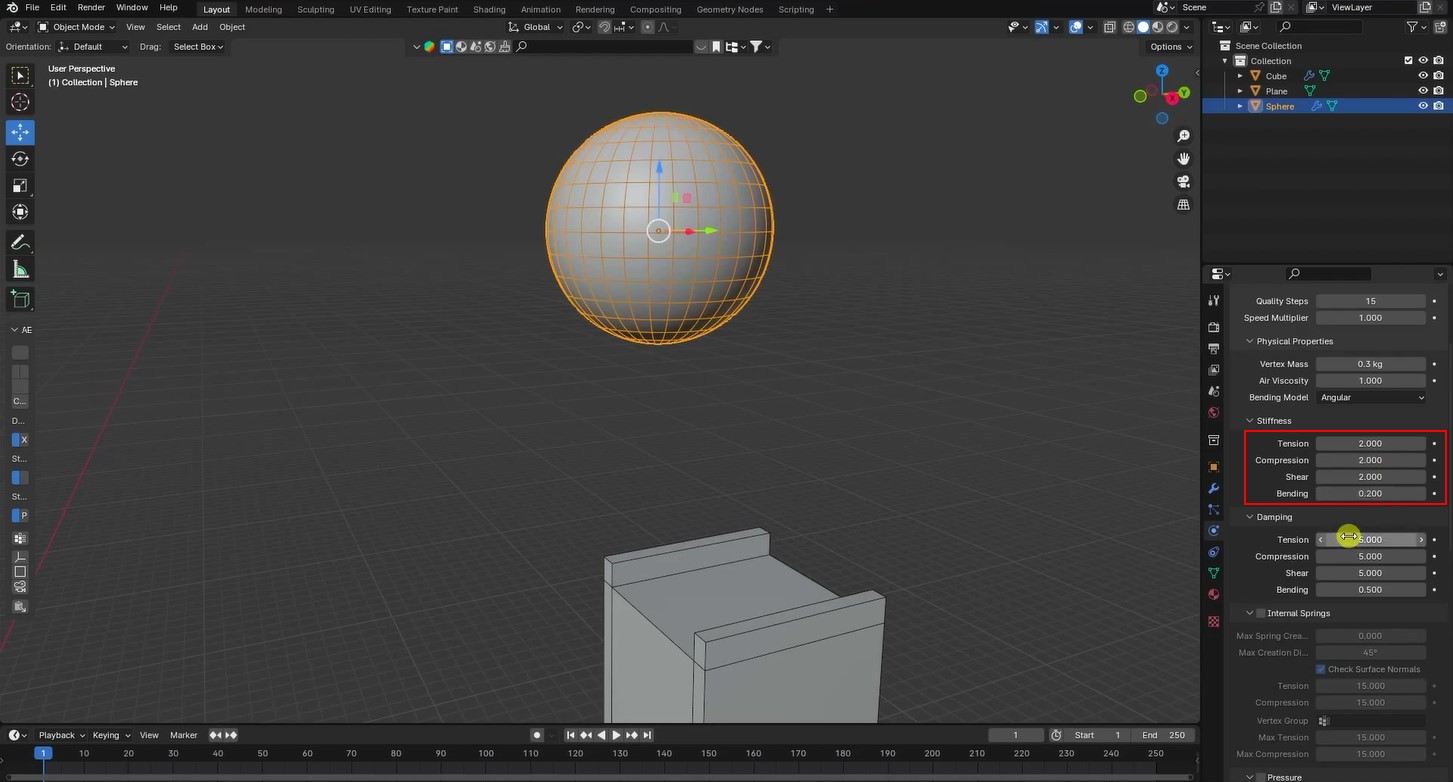 File Edit Render Window Help Layout Modeling Sculpting UV Editing Texture Paint Shading Animation Rendering Compositing Geometry Nodes Scripting + Scene ViewLayer
Object Mode View Select Add Object Global
Orientation: Default Drag: Select Box Options
User Perspective
(1) Collection | Sphere
Z
Y
X
Scene Collection
Collection
Cube
Plane
Sphere
AE
C...
D...
X
St...
St...
P
Quality Steps 15
Speed Multiplier 1.000
Physical Properties
Vertex Mass 0.3 kg
Air Viscosity 1.000
Bending Model Angular
Stiffness
Tension 2.000
Compression 2.000
Shear 2.000
Bending 0.200
Damping
Tension 5.000
Compression 5.000
Shear 5.000
Bending 0.500
Internal Springs
Max Spring Crea... 0.000
Max Creation Di... 45°
Check Surface Normals
Tension 15.000
Compression 15.000
Vertex Group
Max Tension 15.000
Max Compression 15.000
Pressure
Playback Keying View Marker 1 Start 1 End 250
1 10 20 30 40 50 60 70 80 90 100 110 120 130 140 150 160 170 180 190 200 210 220 230 240 250